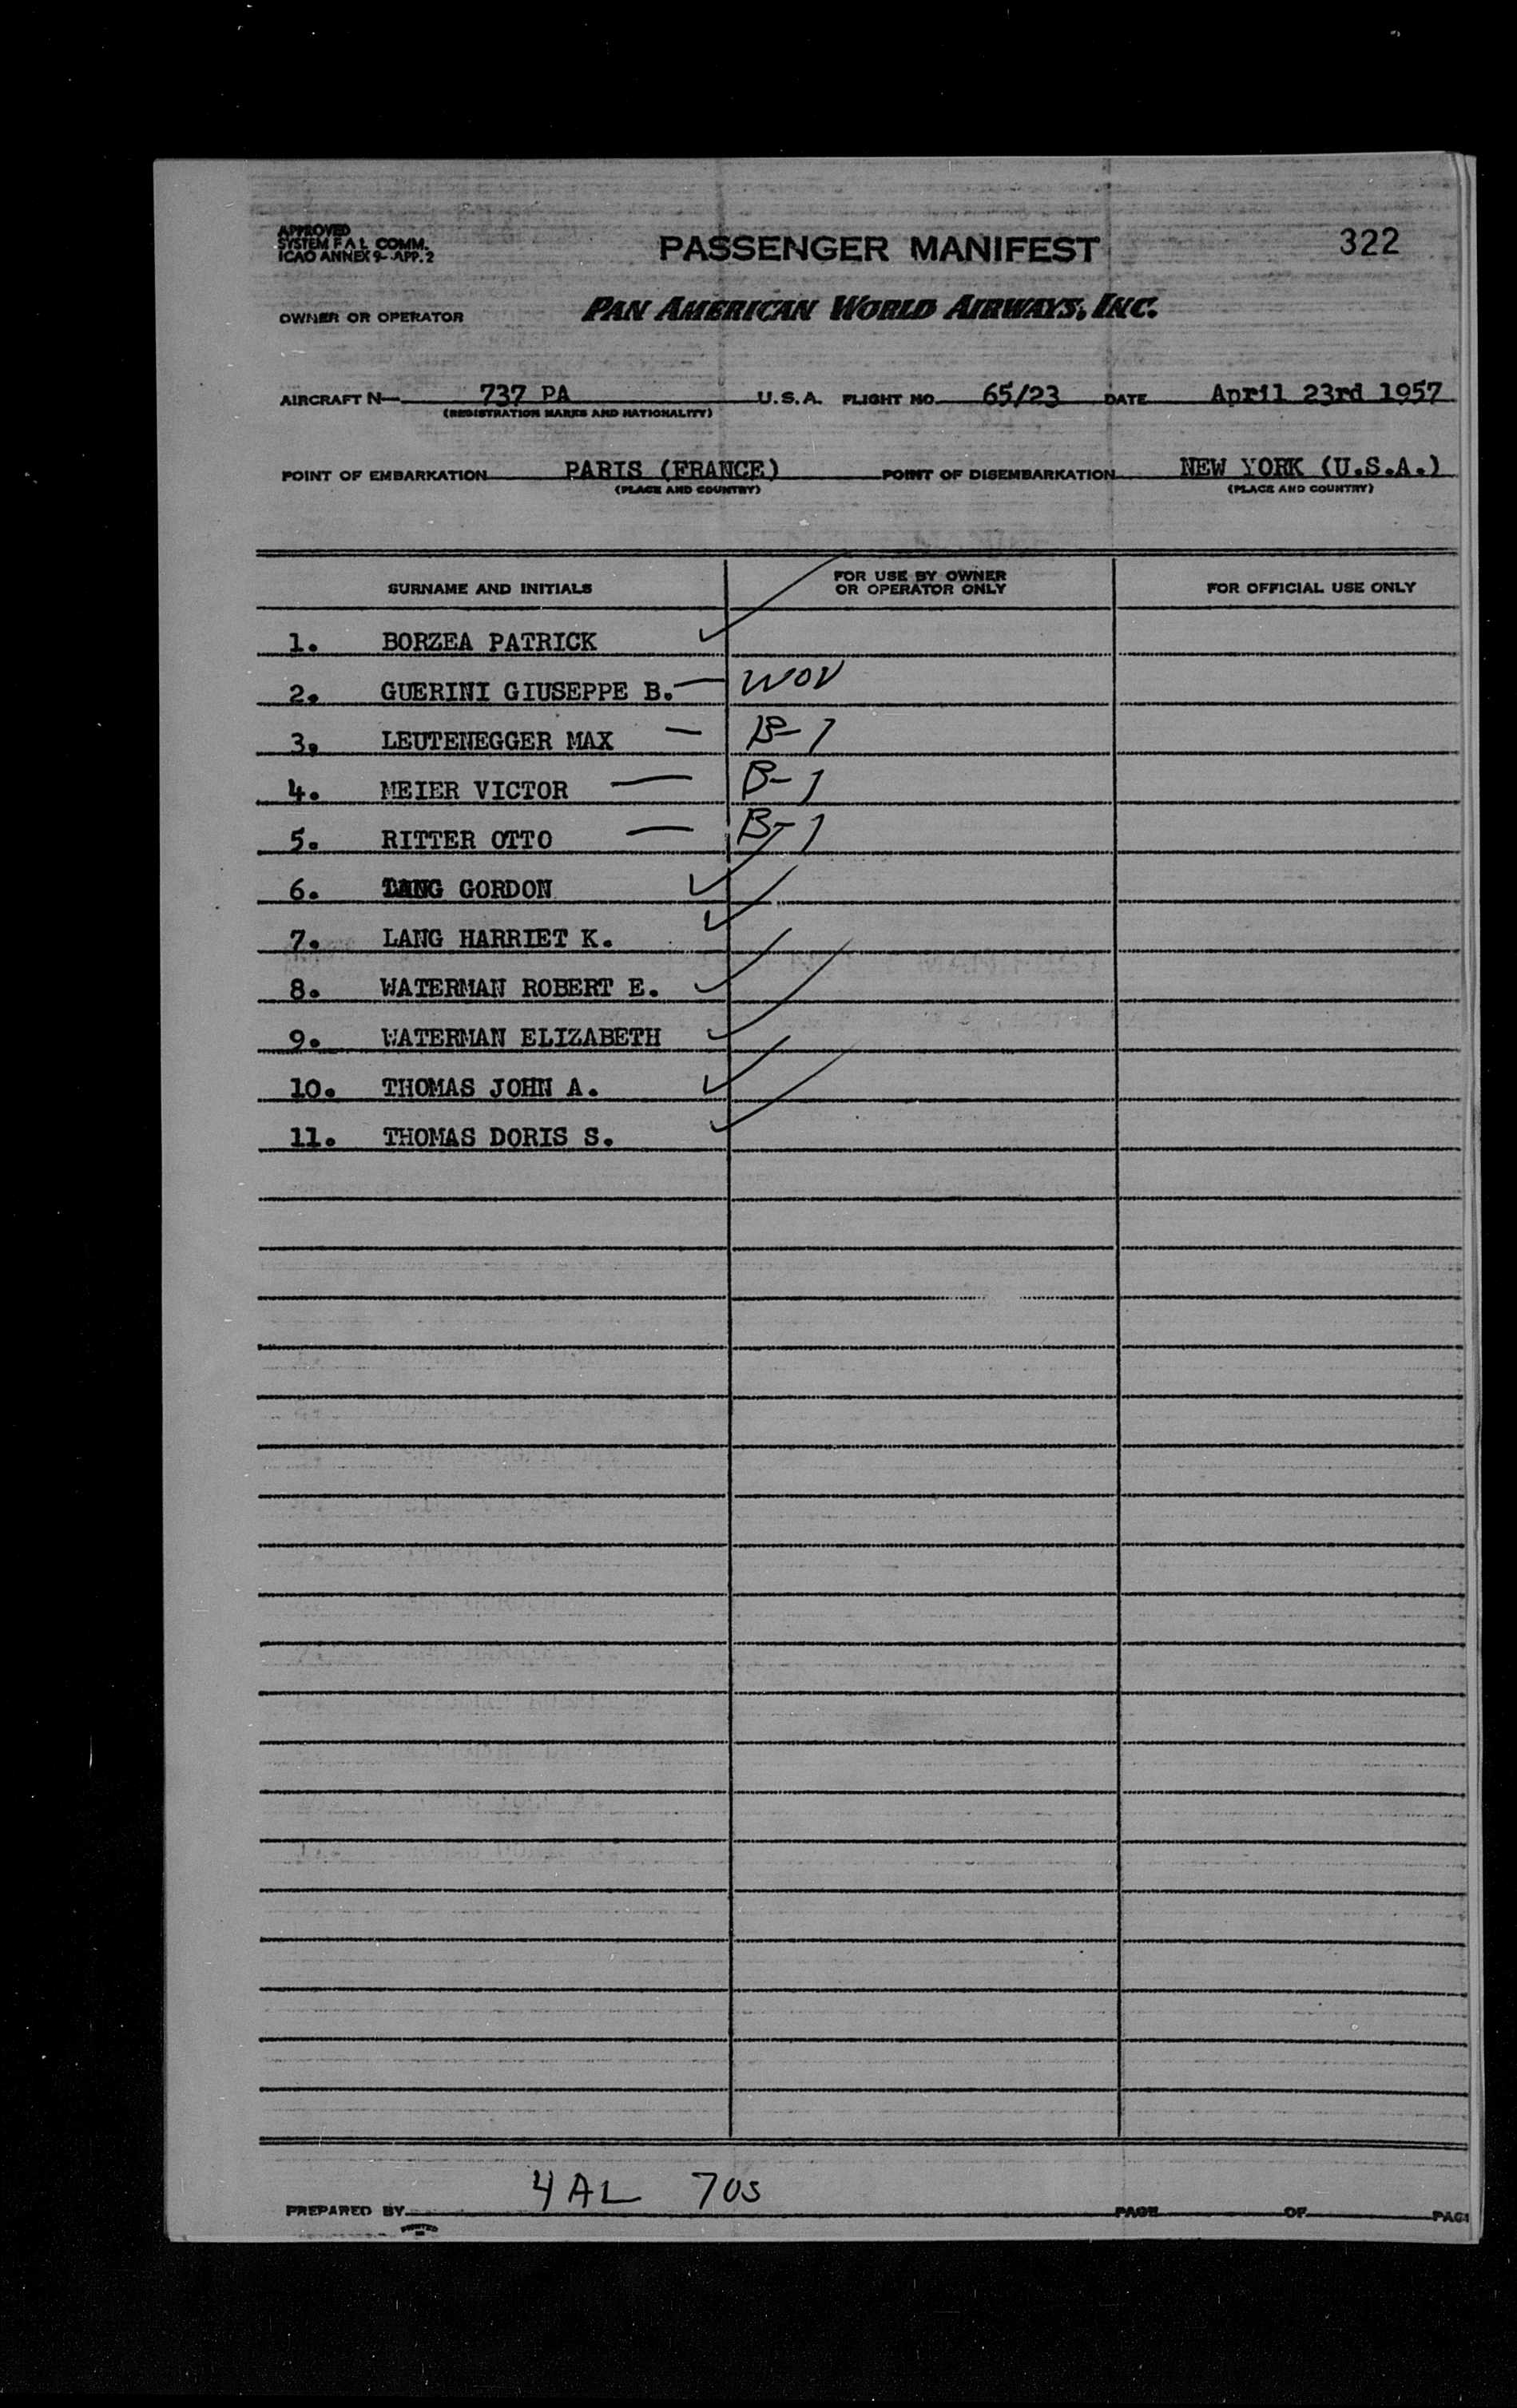 APPROVED
SYSTEM F A L COMM.
ICAO ANNEX 9- APP. 2
PASSENGER MANIFEST
322
OWNER OR OPERATOR PAN AMERICAN WORLD AIRWAYS, INC.
AIRCRAFT N 737 PA U.S.A. FLIGHT NO. 65/23 DATE April 23rd 1957
(REGISTRATION MARKS AND NATIONALITY)
POINT OF EMBARKATION PARIS (FRANCE) POINT OF DISEMBARKATION NEW YORK (U.S.A.)
(PLACE AND COUNTRY) (PLACE AND COUNTRY)
SURNAME AND INITIALS
FOR USE BY OWNER
OR OPERATOR ONLY
FOR OFFICIAL USE ONLY
1. BORZEA PATRICK ✓
2. GUERINI GIUSEPPE B. — WOV
3. LEUTENEGGER MAX — B-1
4. MEIER VICTOR — B-1
5. RITTER OTTO — B-1
6. LANG GORDON ✓
7. LANG HARRIET K. ✓
8. WATERMAN ROBERT E. ✓
9. WATERMAN ELIZABETH ✓
10. THOMAS JOHN A. ✓
11. THOMAS DORIS S. ✓
4 AL 7US
PREPARED BY PAGE OF PAG